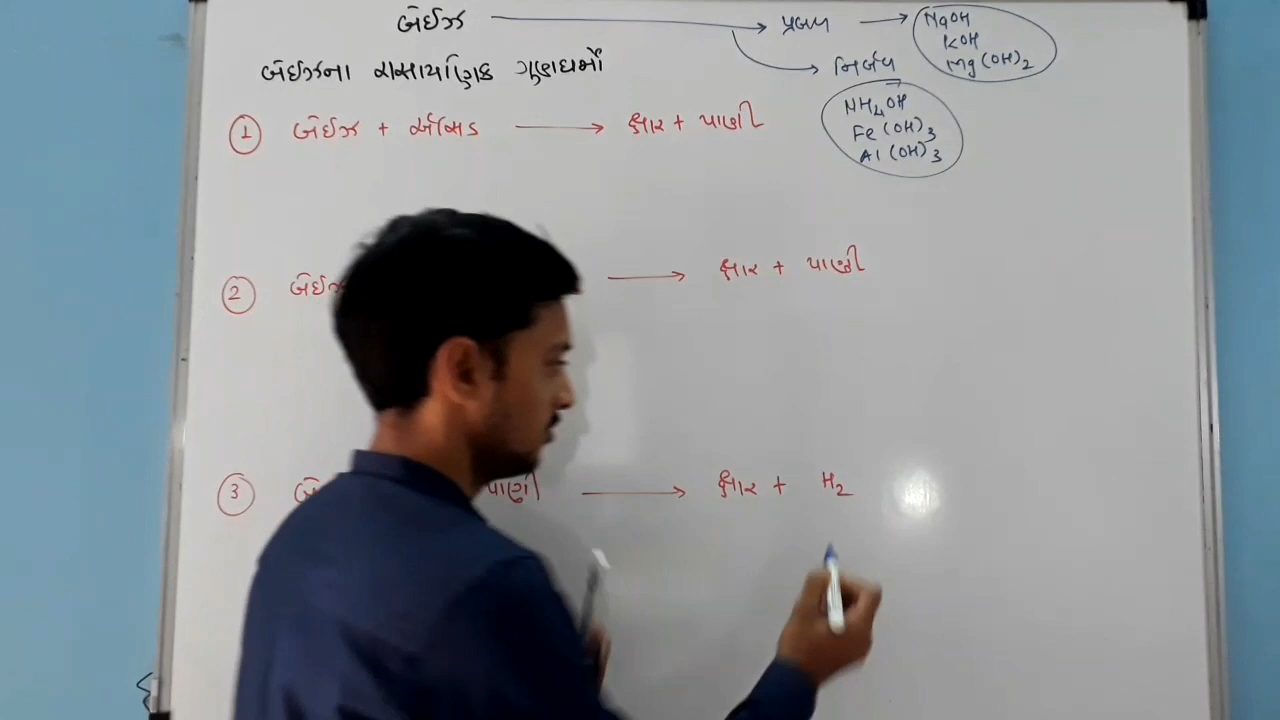 બેઈઝ → પ્રબળ → NaOH
KOH
Mg(OH)2
→ નિર્બળ
બેઈઝના રાસાયણિક ગુણધર્મો
NH4OH
Fe(OH)3
Al(OH)3
① બેઈઝ + ઍસિડ → ક્ષાર + પાણી
② બેઈઝ → ક્ષાર + પાણી
③ પાણી → ક્ષાર + H2